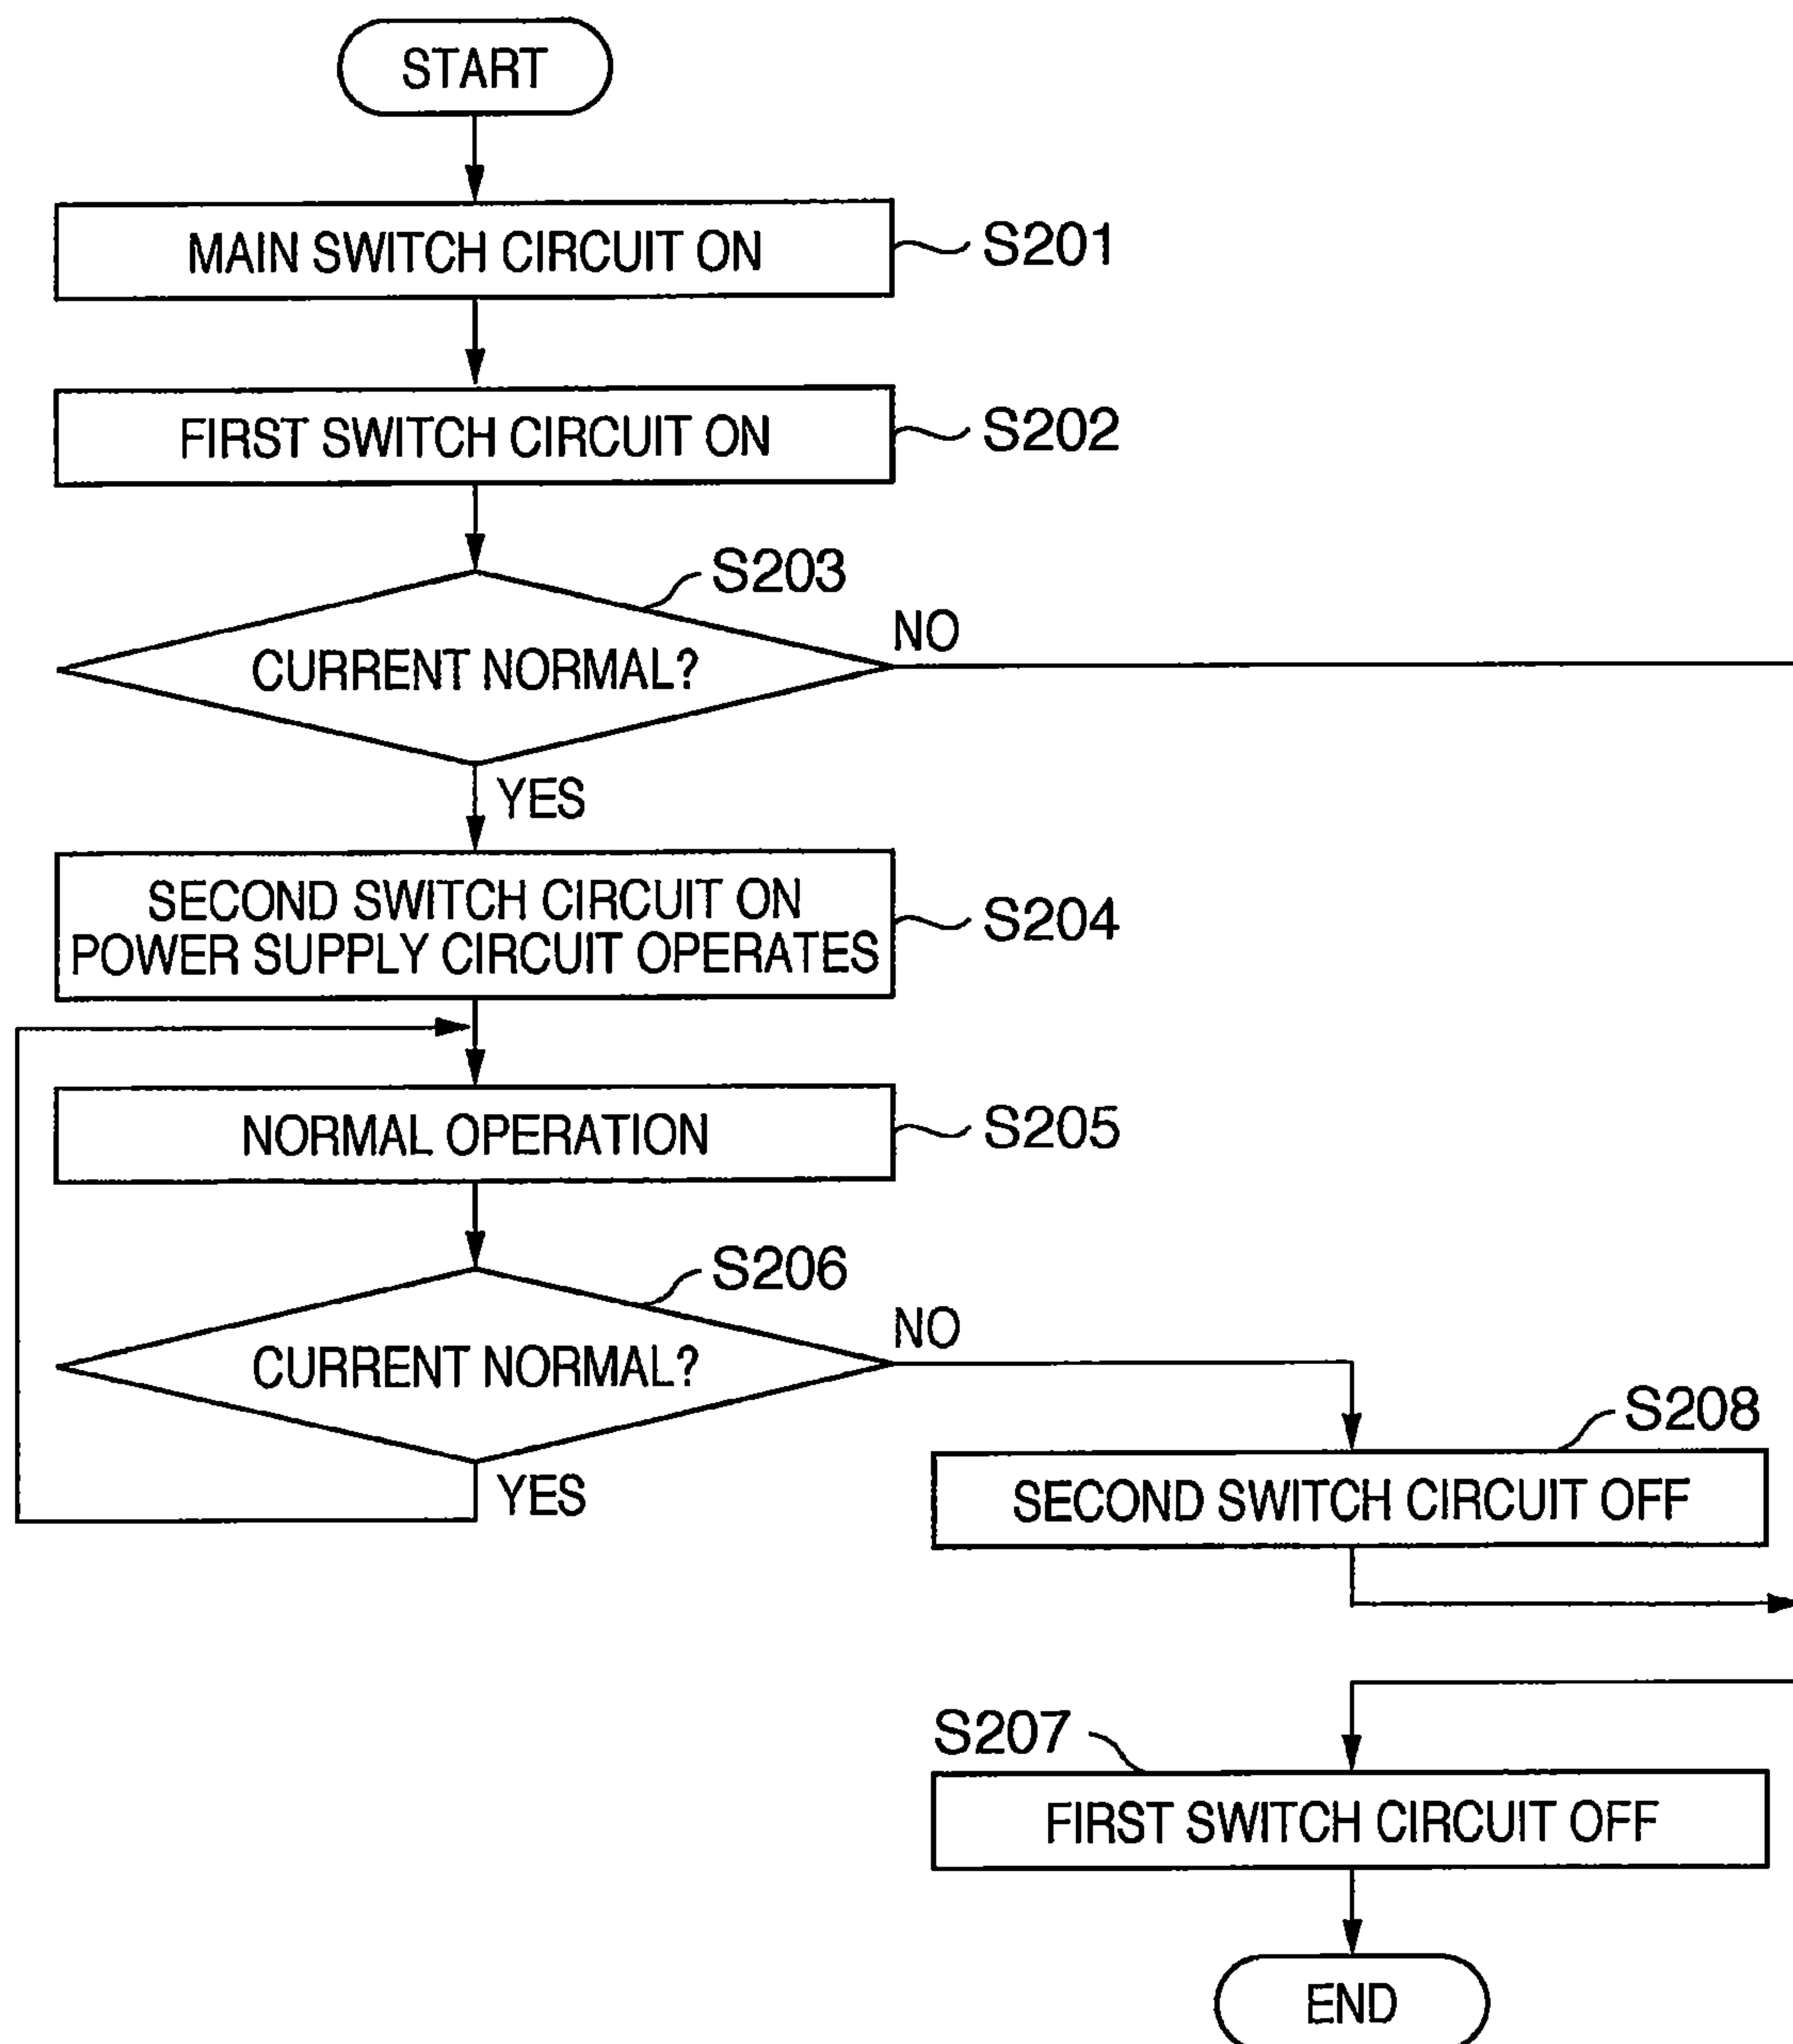 START
MAIN SWITCH CIRCUIT ON
S201
FIRST SWITCH CIRCUIT ON
S202
S203
CURRENT NORMAL?
NO
YES
SECOND SWITCH CIRCUIT ON
POWER SUPPLY CIRCUIT OPERATES
S204
NORMAL OPERATION
S205
S206
CURRENT NORMAL?
NO
YES
S208
SECOND SWITCH CIRCUIT OFF
S207
FIRST SWITCH CIRCUIT OFF
END